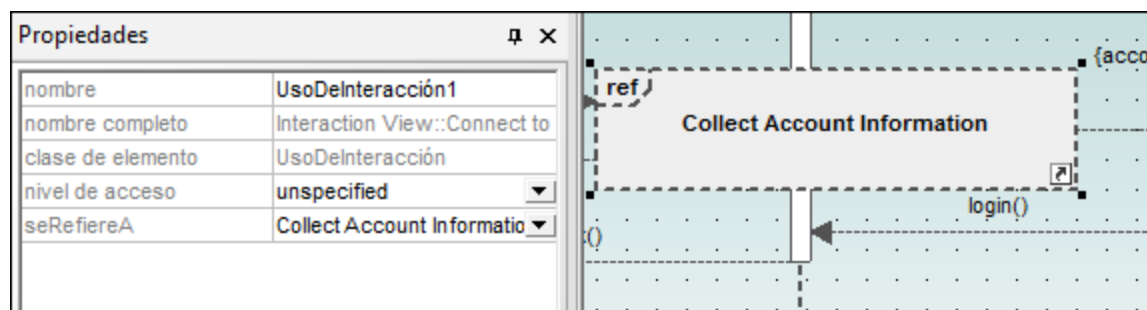 Propiedades
nombre UsoDeInteracción1
nombre completo Interaction View::Connect to
clase de elemento UsoDeInteracción
nivel de acceso unspecified
seRefiereA Collect Account Informatio
{acco
ref
Collect Account Information
login()
()